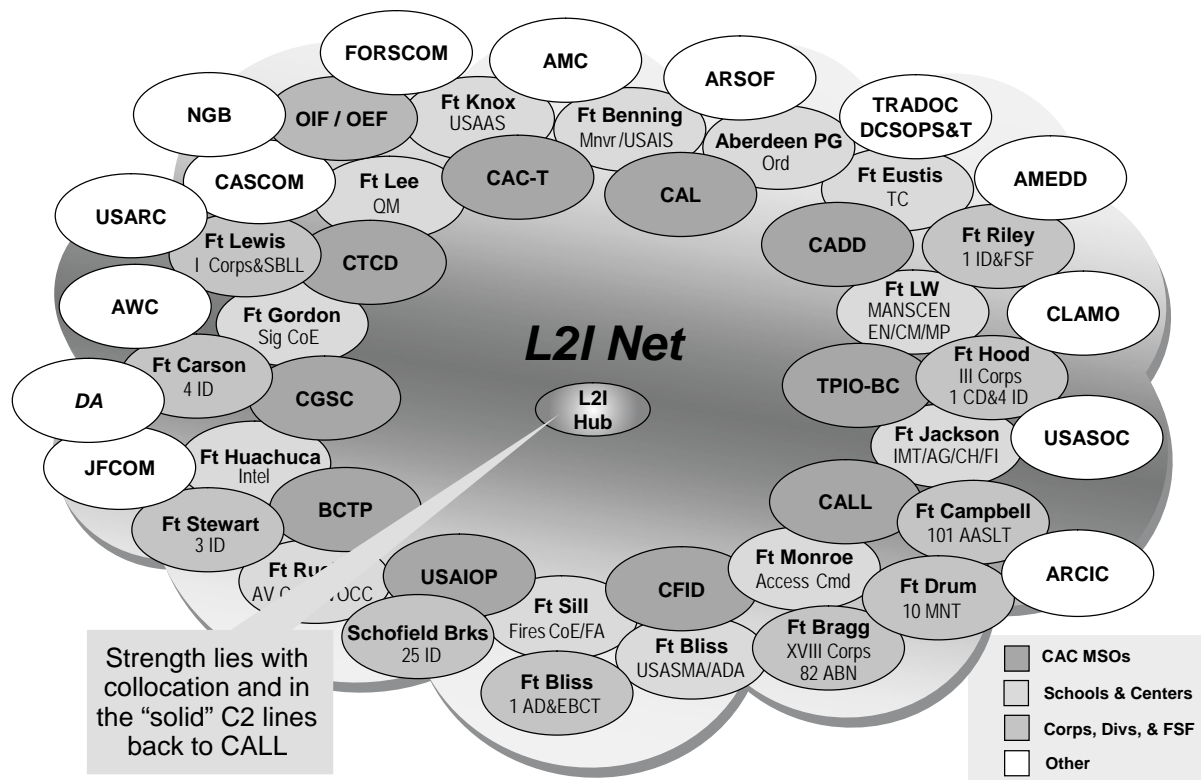 FORSCOM
AMC
ARSOF
NGB
OIF / OEF
Ft Knox
USAAS
Ft Benning
Mnvr/USAIS
Aberdeen PG
Ord
TRADOC
DCSOPS&T
CASCOM
Ft Lee
QM
CAC-T
CAL
Ft Eustis
TC
AMEDD
USARC
Ft Lewis
I Corps&SBLL
CTCD
CADD
Ft Riley
1 ID&FSF
AWC
Ft Gordon
Sig CoE
L2I Net
Ft LW
MANSCEN
EN/CM/MP
CLAMO
Ft Carson
4 ID
CGSC
L2I
Hub
TPIO-BC
Ft Hood
III Corps
1 CD&4 ID
DA
JFCOM
Ft Huachuca
Intel
Ft Jackson
IMT/AG/CH/FI
USASOC
Ft Stewart
3 ID
BCTP
CALL
Ft Campbell
101 AASLT
AV
USAIOP
Ft Sill
Fires CoE/FA
CFID
Ft Monroe
Access Cmd
Ft Drum
10 MNT
ARCIC
Schofield Brks
25 ID
Ft Bliss
1 AD&EBCT
Ft Bliss
USASMA/ADA
Ft Bragg
XVIII Corps
82 ABN
Strength lies with
collocation and in
the “solid” C2 lines
back to CALL
CAC MSOs
Schools & Centers
Corps, Divs, & FSF
Other